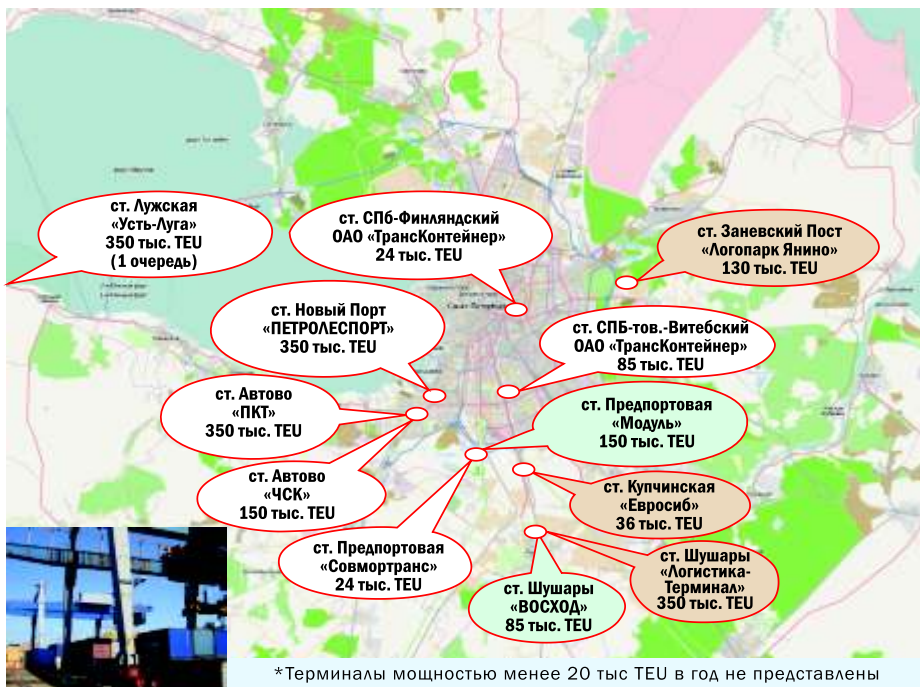 ст. Лужская
«Усть-Луга»
350 тыс. TEU
(1 очередь)
ст. СПб-Финляндский
ОАО «ТрансКонтейнер»
24 тыс. TEU
ст. Заневский Пост
«Логопарк Янино»
130 тыс. TEU
ст. Новый Порт
«ПЕТРОЛЕСПОРТ»
350 тыс. TEU
ст. СПБ-тов.-Витебский
ОАО «ТрансКонтейнер»
85 тыс. TEU
ст. Автово
«ПКТ»
350 тыс. TEU
ст. Предпортовая
«Модуль»
150 тыс. TEU
ст. Автово
«ЧСК»
150 тыс. TEU
ст. Купчинская
«Евросиб»
36 тыс. TEU
ст. Предпортовая
«Совмортранс»
24 тыс. TEU
ст. Шушары
«ВОСХОД»
85 тыс. TEU
ст. Шушары
«Логистика-
Терминал»
350 тыс. TEU
*Терминалы мощностью менее 20 тыс TEU в год не представлены